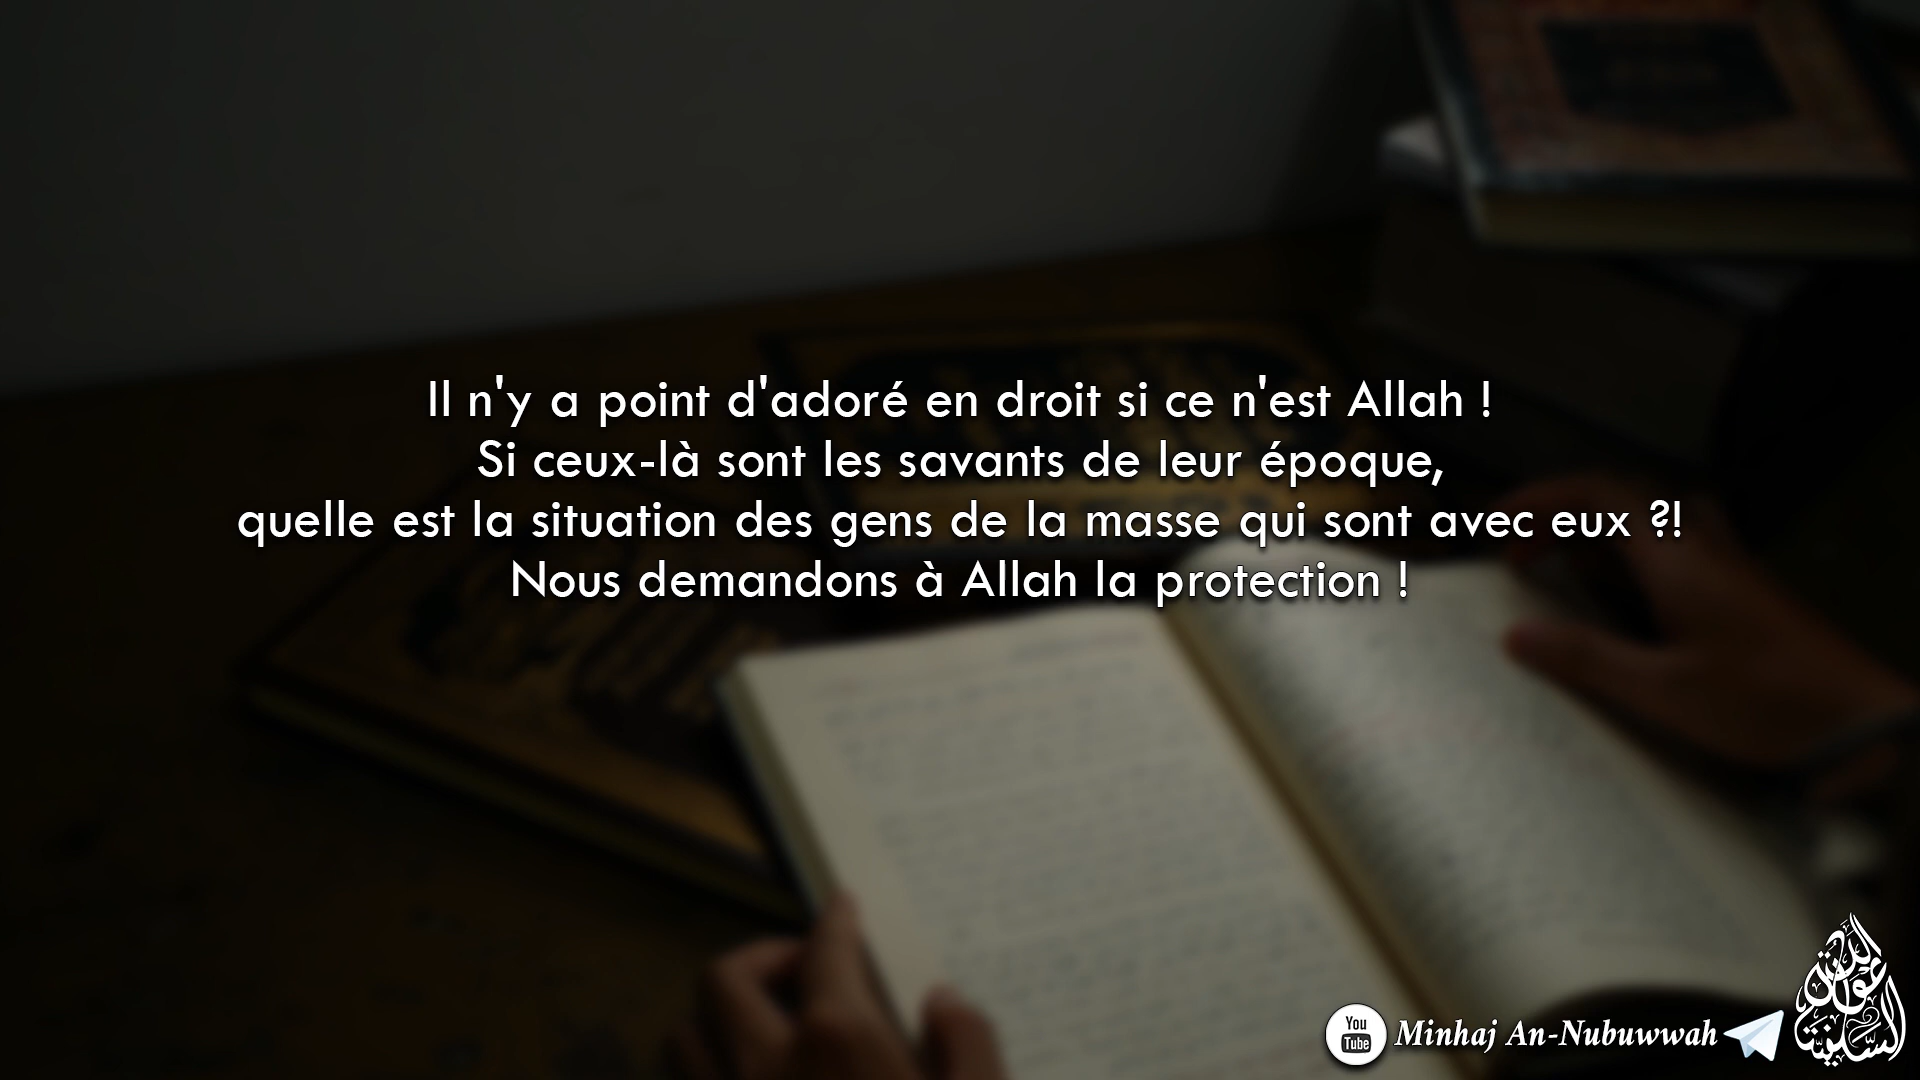 Il n'y a point d'adoré en droit si ce n'est Allah !
Si ceux-là sont les savants de leur époque,
quelle est la situation des gens de la masse qui sont avec eux ?!
Nous demandons à Allah la protection !
You
Tube
Minhaj An-Nubuwwah